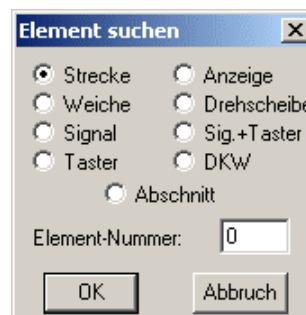 Element suchen
Strecke Anzeige
Weiche Drehscheibe
Signal Sig.+Taster
Taster DKW
Abschnitt
Element-Nummer: 0
OK Abbruch